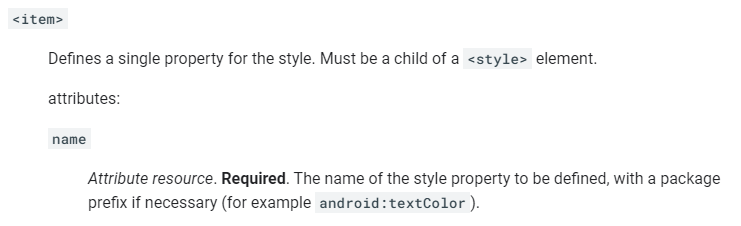 <item>
Defines a single property for the style. Must be a child of a <style> element.
attributes:
name
Attribute resource. Required. The name of the style property to be defined, with a package
prefix if necessary (for example android:textColor ).